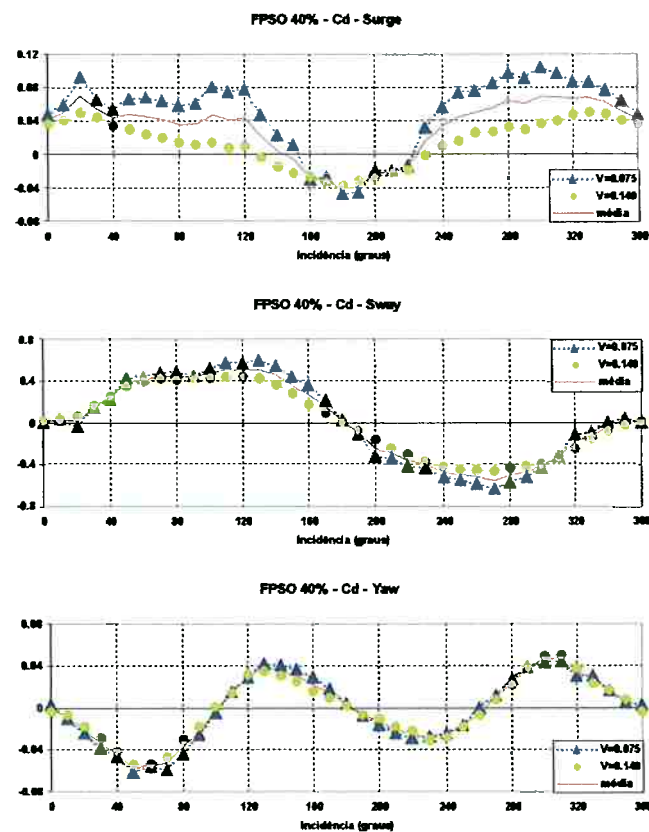 FPSO 40% - Cd - Surge
0.12
0.08
0.04
0
-0.04
-0.08
0 40 80 120 160 200 240 280 320 360
Incidência (graus)
V=0.075
V=0.140
média
FPSO 40% - Cd - Sway
0.8
0.4
0
-0.4
-0.8
0 40 80 120 160 200 240 280 320 360
Incidência (graus)
V=0.075
V=0.140
média
FPSO 40% - Cd - Yaw
0.08
0.04
0
-0.04
-0.08
0 40 80 120 160 200 240 280 320 360
Incidência (graus)
V=0.075
V=0.140
média